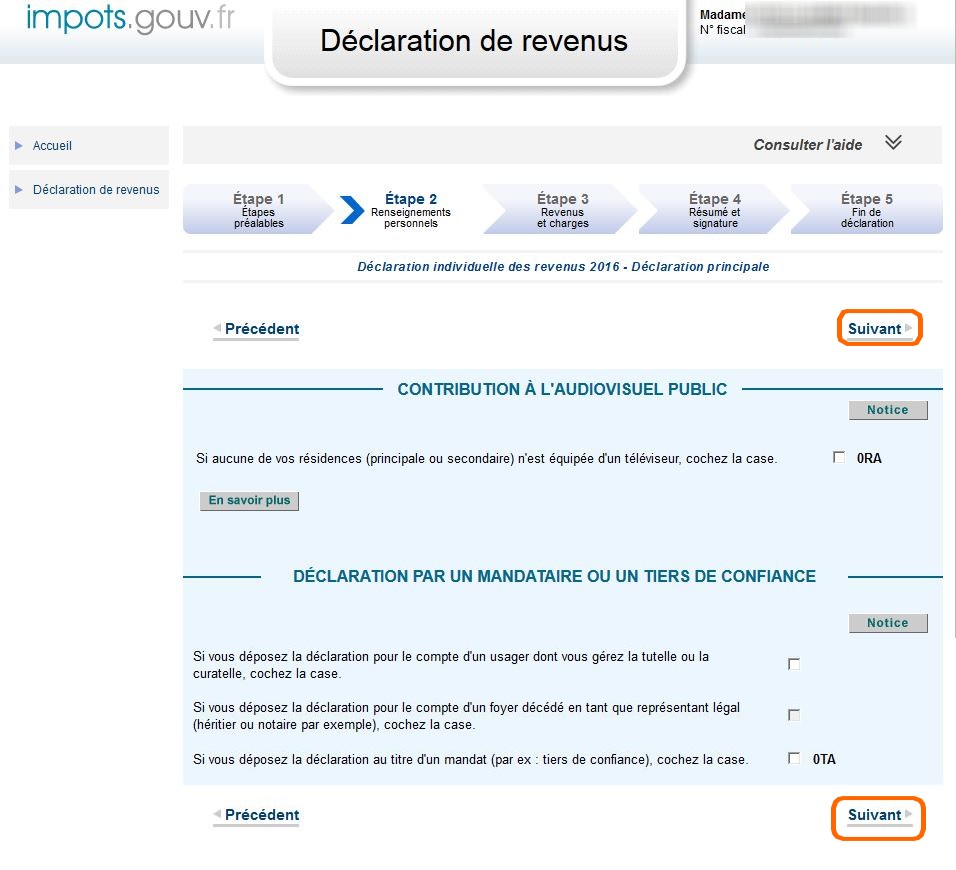 impots.gouv.fr
Déclaration de revenus
Madame
N° fiscal
Accueil
Déclaration de revenus
Consulter l'aide
Étape 1
Étapes
préalables
Étape 2
Renseignements
personnels
Étape 3
Revenus
et charges
Étape 4
Résumé et
signature
Étape 5
Fin de
déclaration
Déclaration individuelle des revenus 2016 - Déclaration principale
Précédent
Suivant
CONTRIBUTION À L'AUDIOVISUEL PUBLIC
Notice
Si aucune de vos résidences (principale ou secondaire) n'est équipée d'un téléviseur, cochez la case. 0RA
En savoir plus
DÉCLARATION PAR UN MANDATAIRE OU UN TIERS DE CONFIANCE
Notice
Si vous déposez la déclaration pour le compte d'un usager dont vous gérez la tutelle ou la
curatelle, cochez la case.
Si vous déposez la déclaration pour le compte d'un foyer décédé en tant que représentant légal
(héritier ou notaire par exemple), cochez la case.
Si vous déposez la déclaration au titre d'un mandat (par ex : tiers de confiance), cochez la case. 0TA
Précédent
Suivant